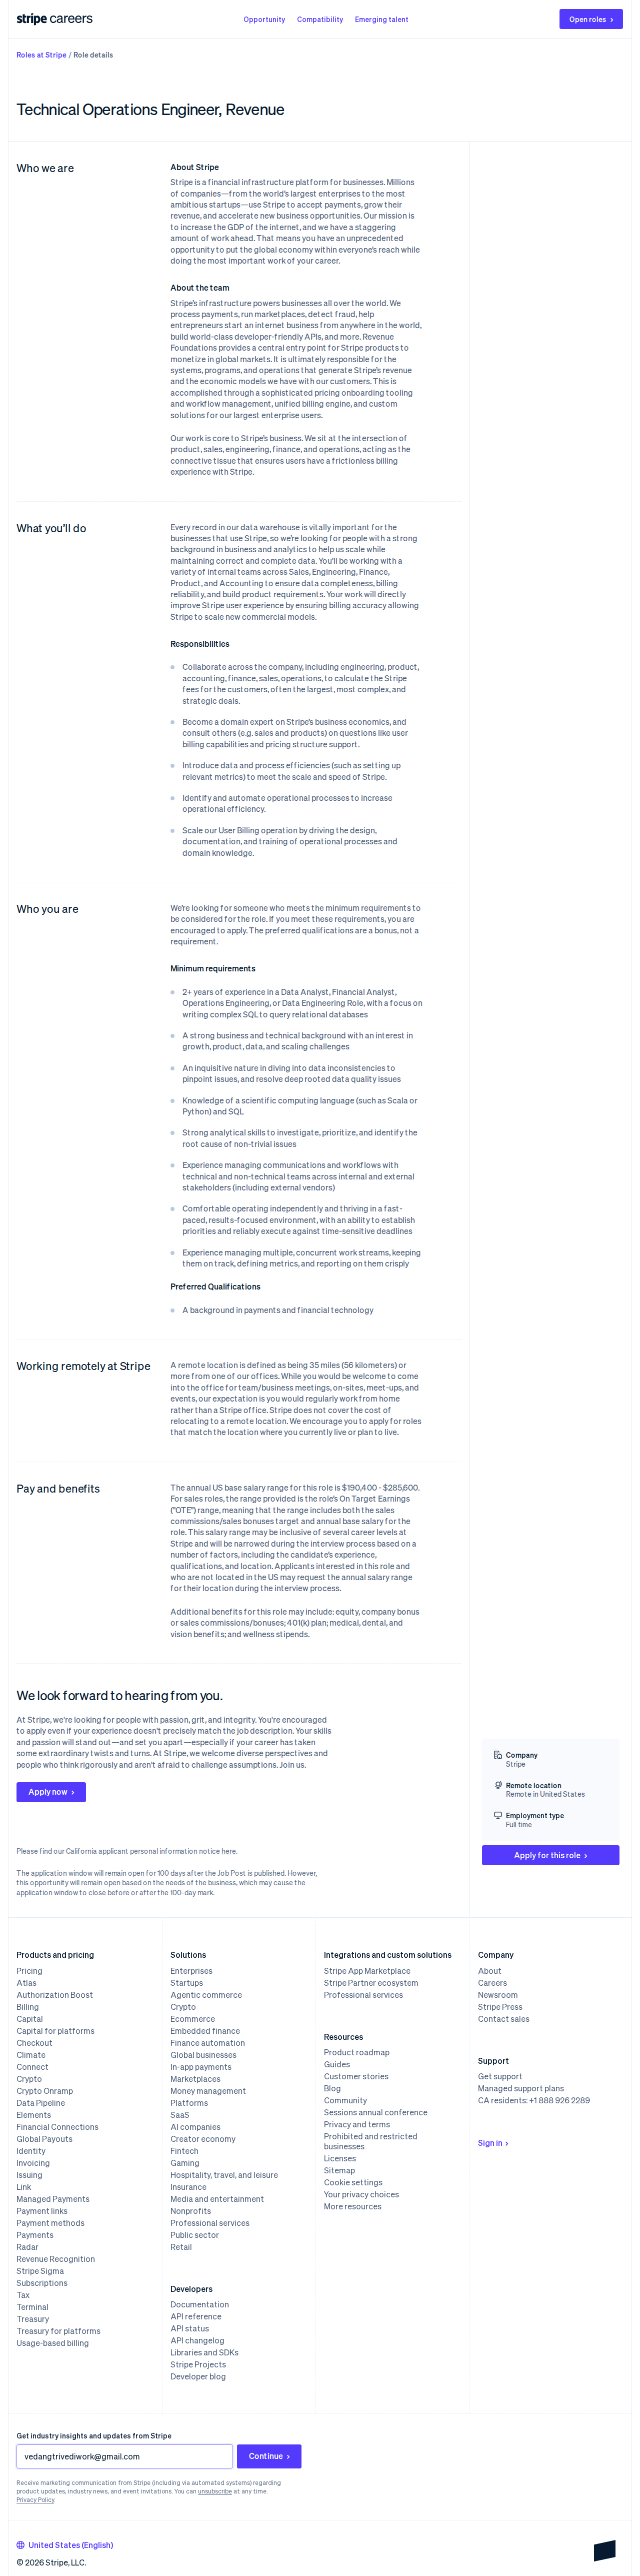 stripe careers
Opportunity Compatibility Emerging talent
Open roles
Roles at Stripe / Role details
Technical Operations Engineer, Revenue
Who we are
About Stripe
Stripe is a financial infrastructure platform for businesses. Millions
of companies—from the world's largest enterprises to the most
ambitious startups—use Stripe to accept payments, grow their
revenue, and accelerate new business opportunities. Our mission is
to increase the GDP of the internet, and we have a staggering
amount of work ahead. That means you have an unprecedented
opportunity to put the global economy within everyone's reach while
doing the most important work of your career.
About the team
Stripe's infrastructure powers businesses all over the world. We
process payments, run marketplaces, detect fraud, help
entrepreneurs start an internet business from anywhere in the world,
build world-class developer-friendly APIs, and more. Revenue
Foundations provides a central entry point for Stripe products to
monetize in global markets. It is ultimately responsible for the
systems, programs, and operations that generate Stripe's revenue
and the economic models we have with our customers. This is
accomplished through a sophisticated pricing onboarding tooling
and workflow management, unified billing engine, and custom
solutions for our largest enterprise users.
Our work is core to Stripe's business. We sit at the intersection of
product, sales, engineering, finance, and operations, acting as the
connective tissue that ensures users have a frictionless billing
experience with Stripe.
What you'll do
Every record in our data warehouse is vitally important for the
businesses that use Stripe, so we're looking for people with a strong
background in business and analytics to help us scale while
maintaining correct and complete data. You'll be working with a
variety of internal teams across Sales, Engineering, Finance,
Product, and Accounting to ensure data completeness, billing
reliability, and build product requirements. Your work will directly
improve Stripe user experience by ensuring billing accuracy allowing
Stripe to scale new commercial models.
Responsibilities
Collaborate across the company, including engineering, product,
accounting, finance, sales, operations, to calculate the Stripe
fees for the customers, often the largest, most complex, and
strategic deals.
Become a domain expert on Stripe's business economics, and
consult others (e.g. sales and products) on questions like user
billing capabilities and pricing structure support.
Introduce data and process efficiencies (such as setting up
relevant metrics) to meet the scale and speed of Stripe.
Identify and automate operational processes to increase
operational efficiency.
Scale our User Billing operation by driving the design,
documentation, and training of operational processes and
domain knowledge.
Who you are
We're looking for someone who meets the minimum requirements to
be considered for the role. If you meet these requirements, you are
encouraged to apply. The preferred qualifications are a bonus, not a
requirement.
Minimum requirements
2+ years of experience in a Data Analyst, Financial Analyst,
Operations Engineering, or Data Engineering Role, with a focus on
writing complex SQL to query relational databases
A strong business and technical background with an interest in
growth, product, data, and scaling challenges
An inquisitive nature in diving into data inconsistencies to
pinpoint issues, and resolve deep rooted data quality issues
Knowledge of a scientific computing language (such as Scala or
Python) and SQL
Strong analytical skills to investigate, prioritize, and identify the
root cause of non-trivial issues
Experience managing communications and workflows with
technical and non-technical teams across internal and external
stakeholders (including external vendors)
Comfortable operating independently and thriving in a fast-
paced, results-focused environment, with an ability to establish
priorities and reliably execute against time-sensitive deadlines
Experience managing multiple, concurrent work streams, keeping
them on track, defining metrics, and reporting on them crisply
Preferred Qualifications
A background in payments and financial technology
Working remotely at Stripe
A remote location is defined as being 35 miles (56 kilometers) or
more from one of our offices. While you would be welcome to come
into the office for team/business meetings, on-sites, meet-ups, and
events, our expectation is you would regularly work from home
rather than a Stripe office. Stripe does not cover the cost of
relocating to a remote location. We encourage you to apply for roles
that match the location where you currently live or plan to live.
Pay and benefits
The annual US base salary range for this role is $190,400 - $285,600.
For sales roles, the range provided is the role's On Target Earnings
("OTE") range, meaning that the range includes both the sales
commissions/sales bonuses target and annual base salary for the
role. This salary range may be inclusive of several career levels at
Stripe and will be narrowed during the interview process based on a
number of factors, including the candidate's experience,
qualifications, and location. Applicants interested in this role and
who are not located in the US may request the annual salary range
for their location during the interview process.
Additional benefits for this role may include: equity, company bonus
or sales commissions/bonuses; 401(k) plan; medical, dental, and
vision benefits; and wellness stipends.
We look forward to hearing from you.
At Stripe, we're looking for people with passion, grit, and integrity. You're encouraged
to apply even if your experience doesn't precisely match the job description. Your skills
and passion will stand out—and set you apart—especially if your career has taken
some extraordinary twists and turns. At Stripe, we welcome diverse perspectives and
people who think rigorously and aren't afraid to challenge assumptions. Join us.
Apply now
Company
Stripe
Remote location
Remote in United States
Employment type
Full time
Apply for this role
Please find our California applicant personal information notice here.
The application window will remain open for 100 days after the Job Post is published. However,
this opportunity will remain open based on the needs of the business, which may cause the
application window to close before or after the 100-day mark.
Products and pricing
Pricing
Atlas
Authorization Boost
Billing
Capital
Capital for platforms
Checkout
Climate
Connect
Crypto
Crypto Onramp
Data Pipeline
Elements
Financial Connections
Global Payouts
Identity
Invoicing
Issuing
Link
Managed Payments
Payment links
Payment methods
Payments
Radar
Revenue Recognition
Stripe Sigma
Subscriptions
Tax
Terminal
Treasury
Treasury for platforms
Usage-based billing
Solutions
Enterprises
Startups
Agentic commerce
Crypto
Ecommerce
Embedded finance
Finance automation
Global businesses
In-app payments
Marketplaces
Money management
Platforms
SaaS
AI companies
Creator economy
Fintech
Gaming
Hospitality, travel, and leisure
Insurance
Media and entertainment
Nonprofits
Professional services
Public sector
Retail
Developers
Documentation
API reference
API status
API changelog
Libraries and SDKs
Stripe Projects
Developer blog
Integrations and custom solutions
Stripe App Marketplace
Stripe Partner ecosystem
Professional services
Resources
Product roadmap
Guides
Customer stories
Blog
Community
Sessions annual conference
Privacy and terms
Prohibited and restricted
businesses
Licenses
Sitemap
Cookie settings
Your privacy choices
More resources
Company
About
Careers
Newsroom
Stripe Press
Contact sales
Support
Get support
Managed support plans
CA residents: +1 888 926 2289
Sign in
Get industry insights and updates from Stripe
vedangtrivediwork@gmail.com
Continue
Receive marketing communication from Stripe (including via automated systems) regarding
product updates, industry news, and event invitations. You can unsubscribe at any time.
Privacy Policy
United States (English)
© 2026 Stripe, LLC.